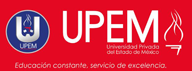 UPEM
UPEM
Universidad Privada
del Estado de México
Educación constante, servicio de excelencia.